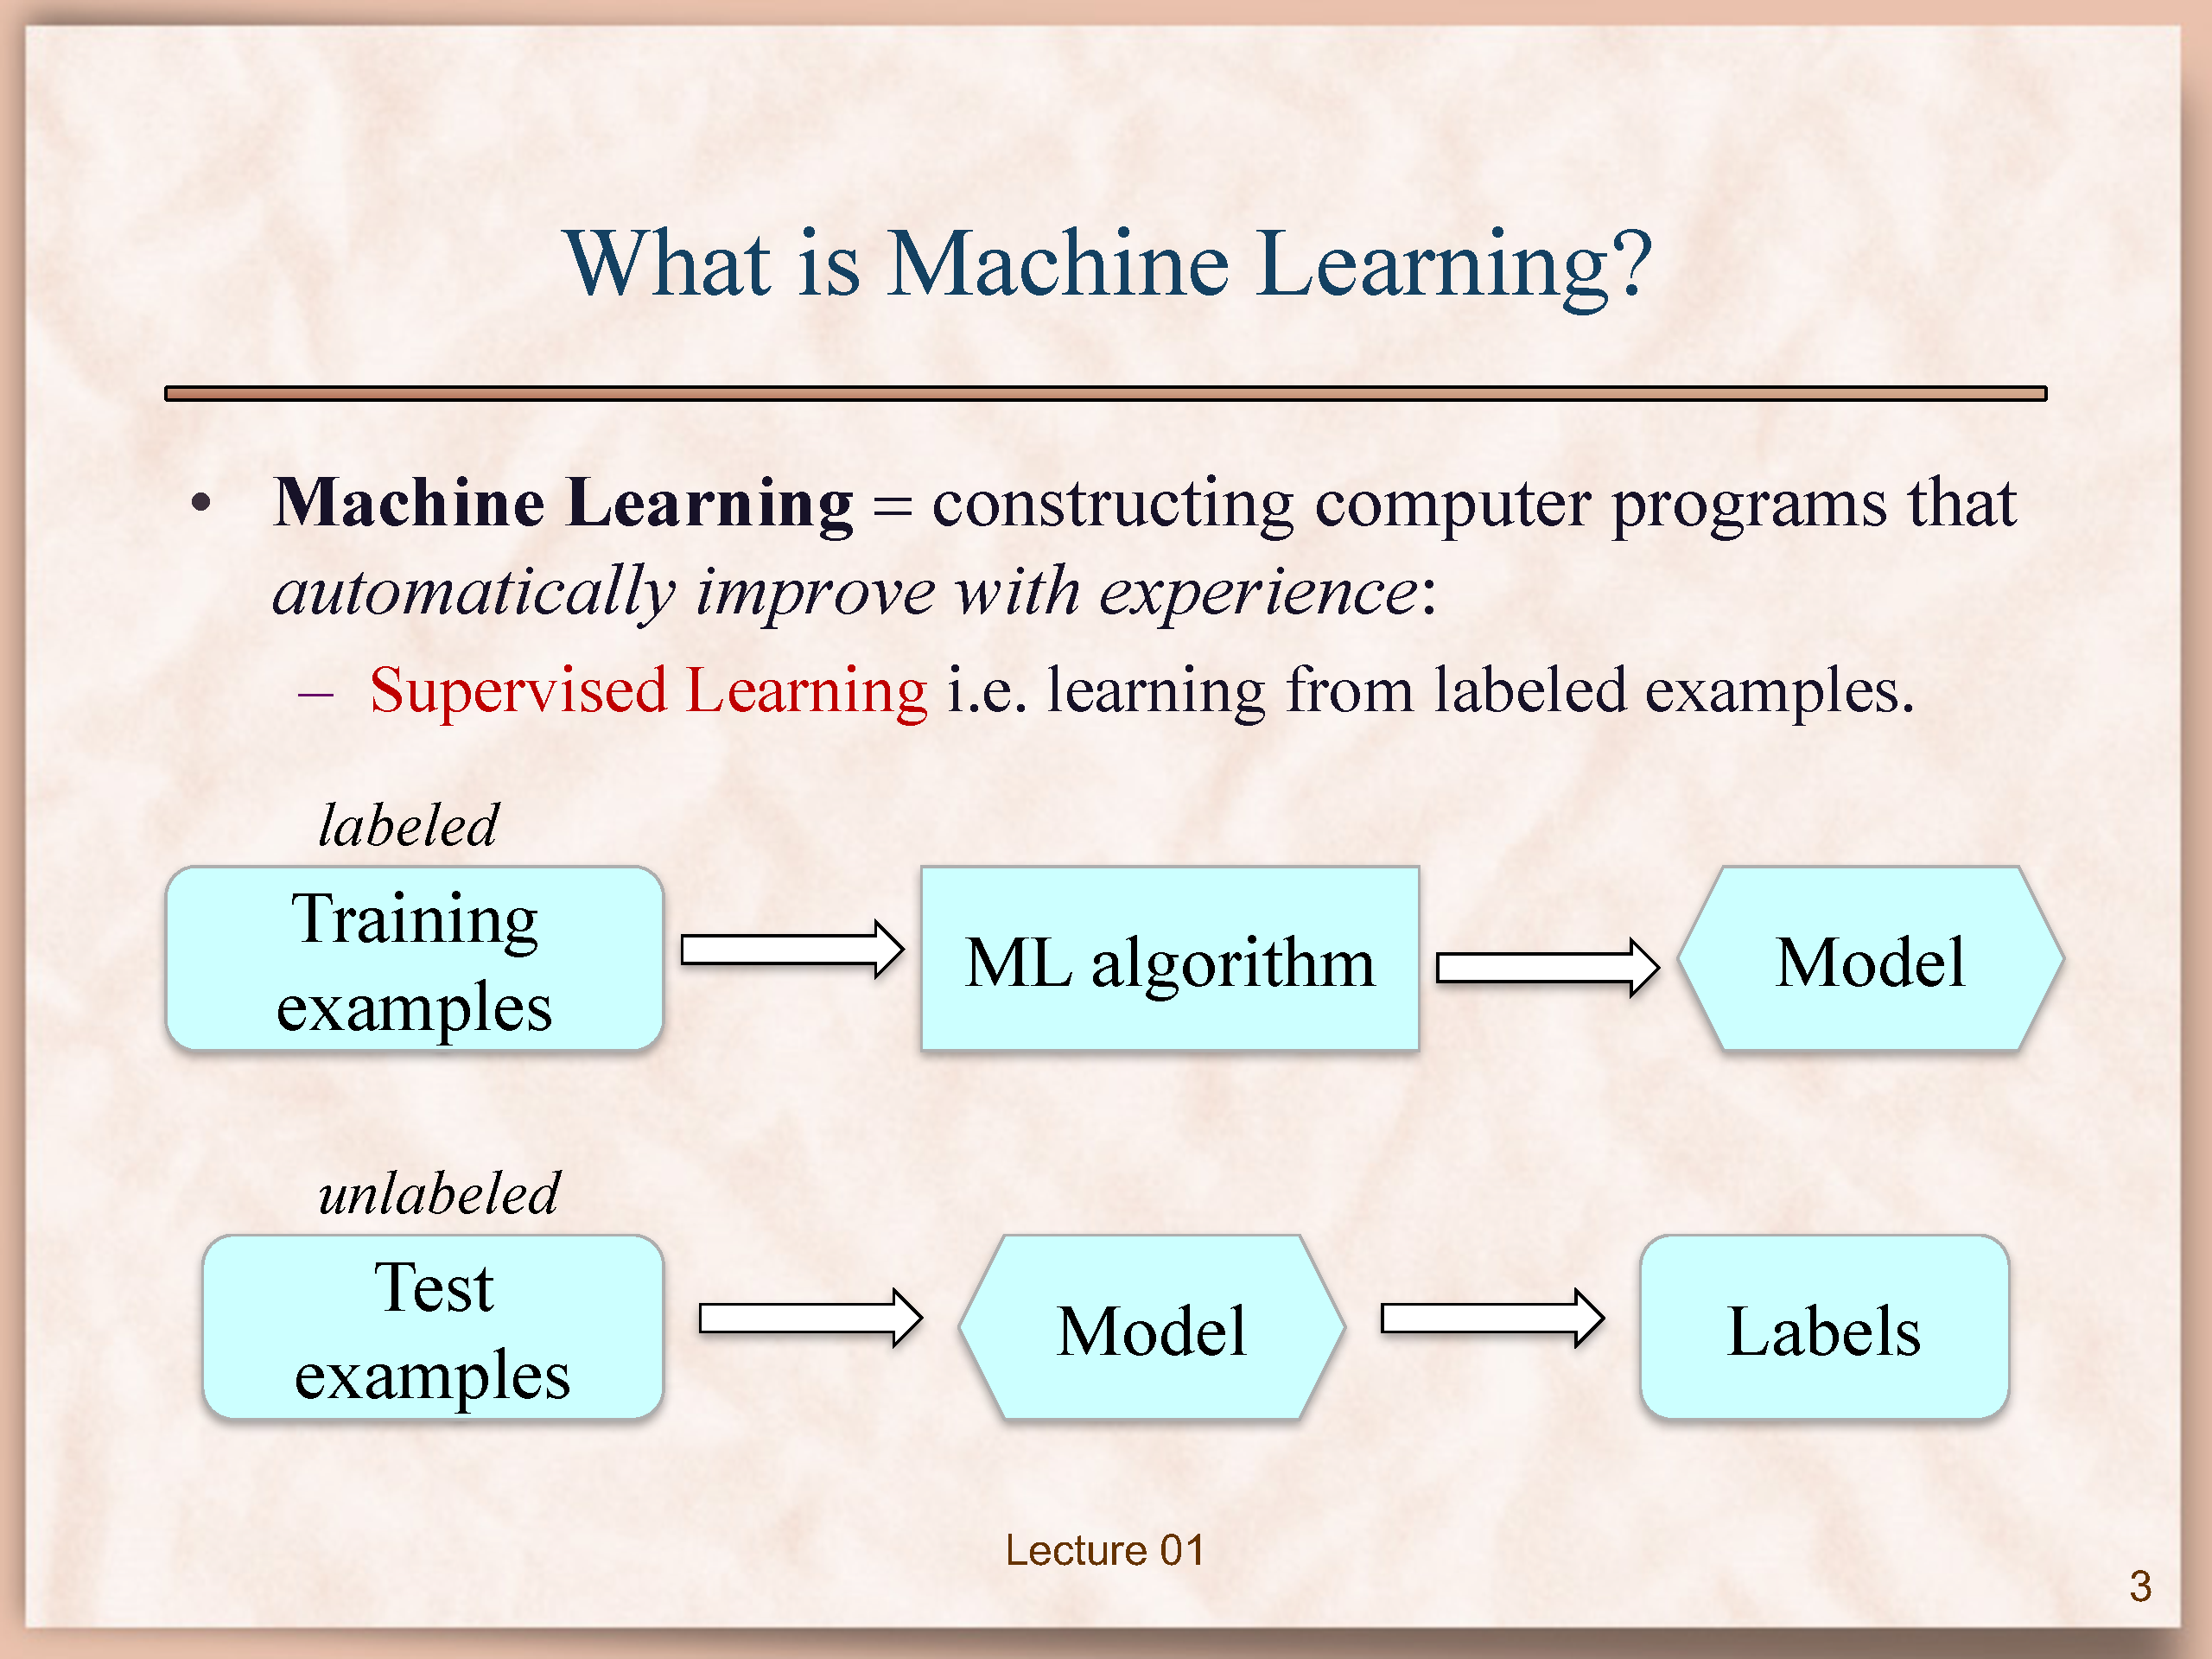 What is Machine Learning?
• Machine Learning = constructing computer programs that
automatically improve with experience:
– Supervised Learning i.e. learning from labeled examples.
labeled
Training
examples
ML algorithm
Model
unlabeled
Test
examples
Model
Labels
Lecture 01
3